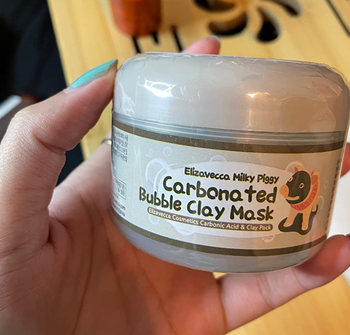 Elizavecca Milky Piggy
Carbonated
Bubble Clay Mask
Elizavecca Cosmetics Carbonic Acid & Clay Pack